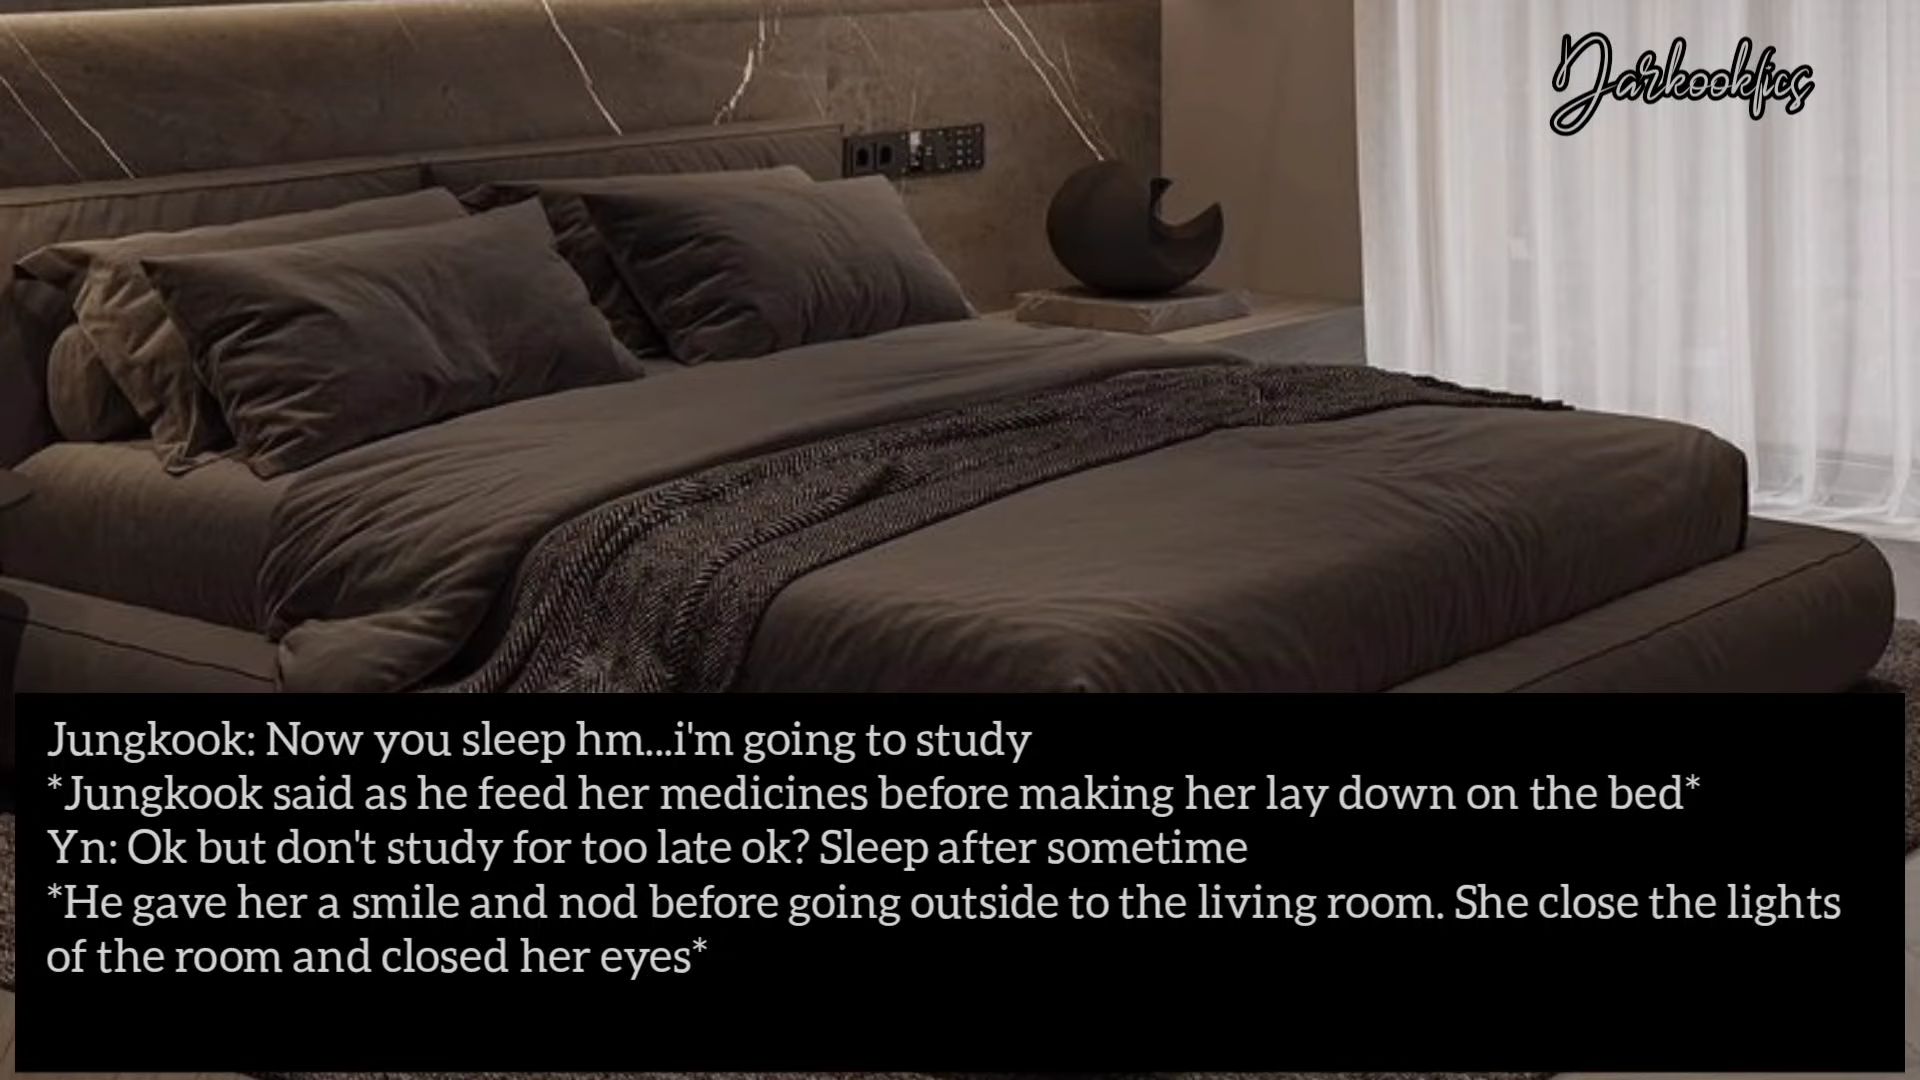 Darkookfics
Jungkook: Now you sleep hm...i'm going to study
*Jungkook said as he feed her medicines before making her lay down on the bed*
Yn: Ok but don't study for too late ok? Sleep after sometime
*He gave her a smile and nod before going outside to the living room. She close the lights
of the room and closed her eyes*